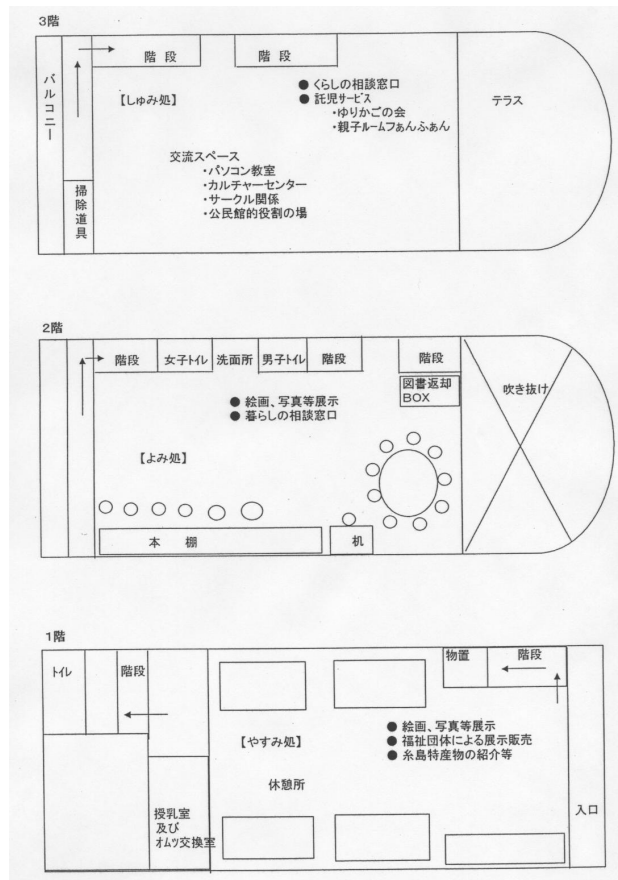 3階
階 段
階 段
バルコニー
【しゅみ処】
● くらしの相談窓口
● 託児サービス
・ゆりかごの会
・親子ルームふぁんふぁん
テラス
交流スペース
・パソコン教室
・カルチャーセンター
・サークル関係
・公民館的役割の場
掃除道具
2階
階段
女子トイレ
洗面所
男子トイレ
階段
階段
図書返却
BOX
吹き抜け
● 絵画、写真等展示
● 暮らしの相談窓口
【よみ処】
本 棚
机
1階
トイレ
階段
物置
階段
● 絵画、写真等展示
● 福祉団体による展示販売
● 糸島特産物の紹介等
【やすみ処】
休憩所
入口
授乳室
及び
オムツ交換室